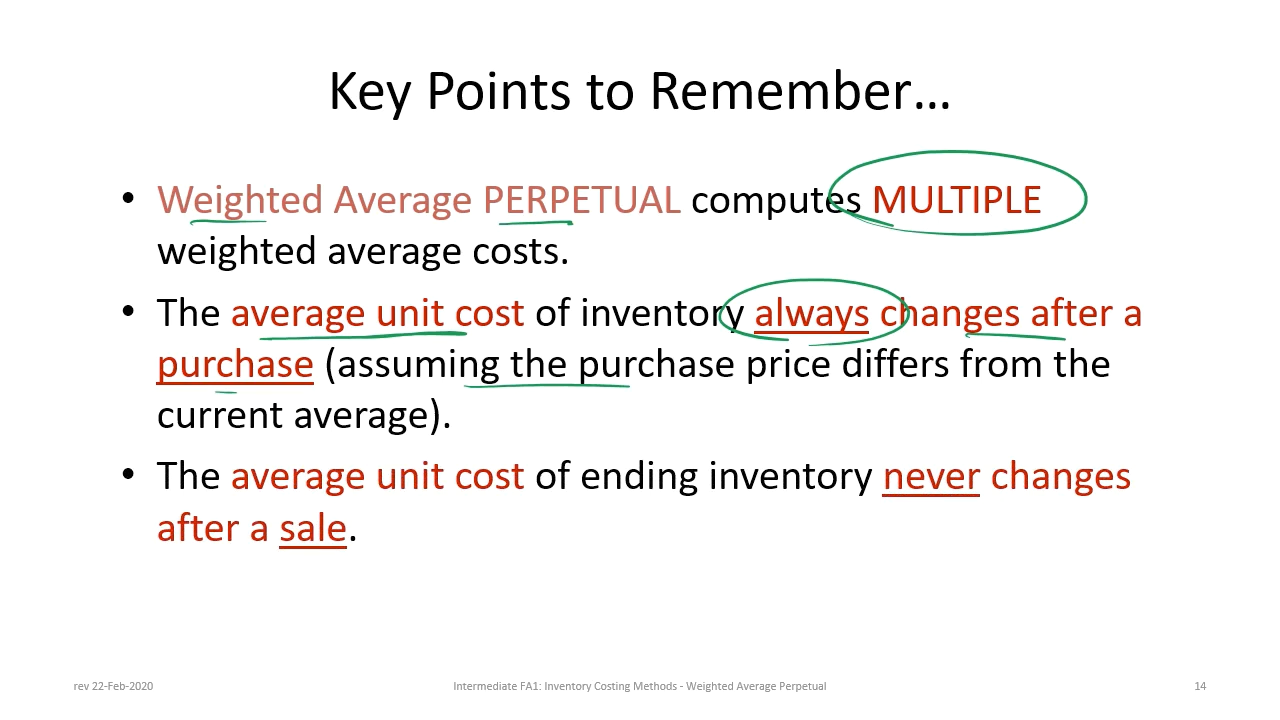 Key Points to Remember…
• Weighted Average PERPETUAL computes MULTIPLE
weighted average costs.
• The average unit cost of inventory always changes after a
purchase (assuming the purchase price differs from the
current average).
• The average unit cost of ending inventory never changes
after a sale.
rev 22-Feb-2020
Intermediate FA1: Inventory Costing Methods - Weighted Average Perpetual
14